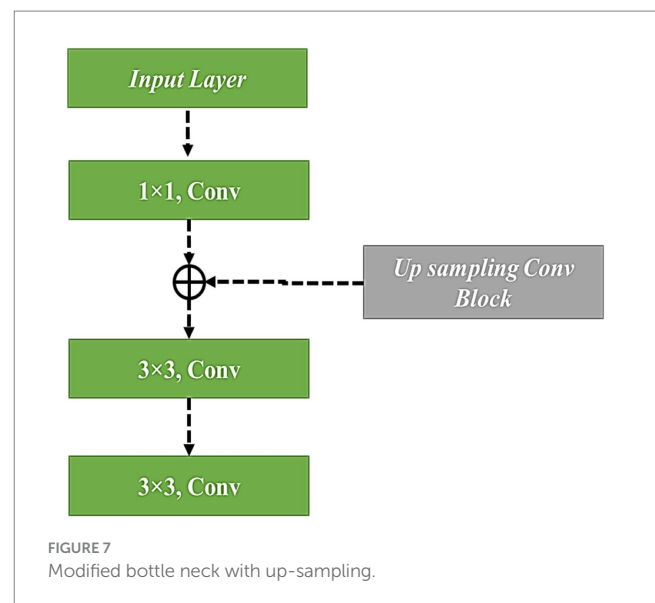 Input Layer
1×1, Conv
Up sampling Conv
Block
3×3, Conv
3×3, Conv
FIGURE 7
Modified bottle neck with up-sampling.